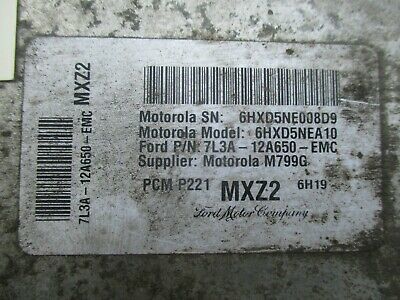 7L3A-12A650-EMC MXZ2
Motorola SN: 6HXD5NE008D9
Motorola Model: 6HXD5NEA10
Ford P/N: 7L3A-12A650-EMC
Supplier: Motorola M799G
PCM P221 MXZ2 6H19
Ford Motor Company